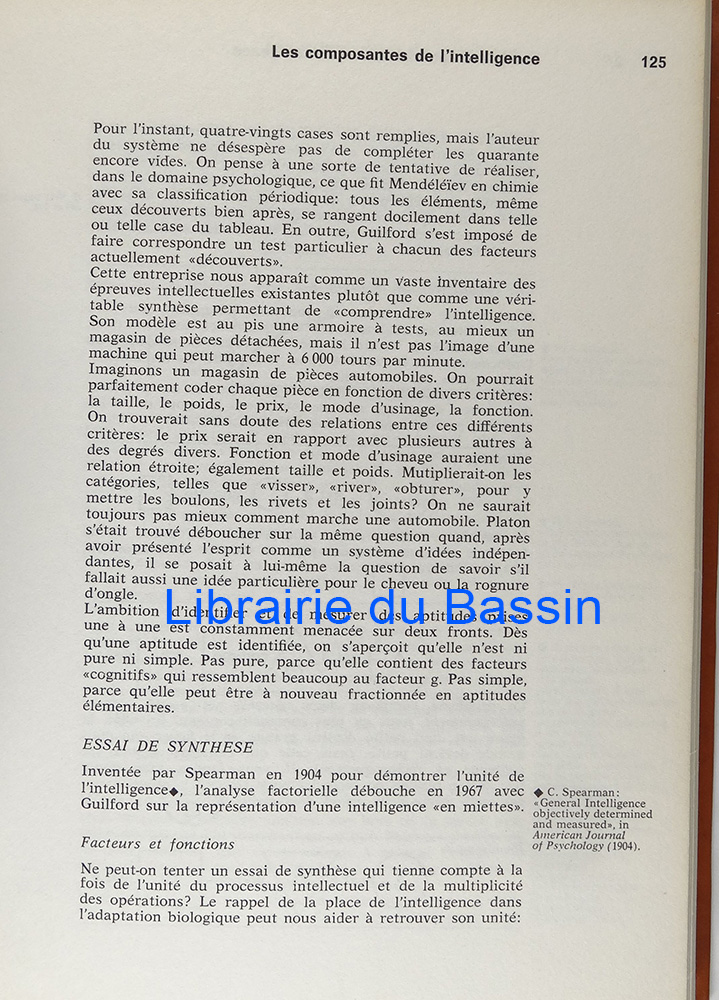 Les composantes de l'intelligence
125
Pour l'instant, quatre-vingts cases sont remplies, mais l'auteur
du système ne désespère pas de compléter les quarante
encore vides. On pense à une sorte de tentative de réaliser,
dans le domaine psychologique, ce que fit Mendéléïev en chimie
avec sa classification périodique: tous les éléments, même
ceux découverts bien après, se rangent docilement dans telle
ou telle case du tableau. En outre, Guilford s'est imposé de
faire correspondre un test particulier à chacun des facteurs
actuellement «découverts».
Cette entreprise nous apparaît comme un vaste inventaire des
épreuves intellectuelles existantes plutôt que comme une véri-
table synthèse permettant de «comprendre» l'intelligence.
Son modèle est au pis une armoire à tests, au mieux un
magasin de pièces détachées, mais il n'est pas l'image d'une
machine qui peut marcher à 6 000 tours par minute.
Imaginons un magasin de pièces automobiles. On pourrait
parfaitement coder chaque pièce en fonction de divers critères:
la taille, le poids, le prix, le mode d'usinage, la fonction.
On trouverait sans doute des relations entre ces différents
critères: le prix serait en rapport avec plusieurs autres à
des degrés divers. Fonction et mode d'usinage auraient une
relation étroite; également taille et poids. Mutiplierait-on les
catégories, telles que «visser», «river», «obturer», pour y
mettre les boulons, les rivets et les joints? On ne saurait
toujours pas mieux comment marche une automobile. Platon
s'était trouvé déboucher sur la même question quand, après
avoir présenté l'esprit comme un système d'idées indépen-
dantes, il se posait à lui-même la question de savoir s'il
fallait aussi une idée particulière pour le cheveu ou la rognure
d'ongle.
Librairie du Bassin
L'ambition d'identifier et de mesurer des aptitudes prises
une à une est constamment menacée sur deux fronts. Dès
qu'une aptitude est identifiée, on s'aperçoit qu'elle n'est ni
pure ni simple. Pas pure, parce qu'elle contient des facteurs
«cognitifs» qui ressemblent beaucoup au facteur g. Pas simple,
parce qu'elle peut être à nouveau fractionnée en aptitudes
élémentaires.
ESSAI DE SYNTHESE
Inventée par Spearman en 1904 pour démontrer l'unité de
l'intelligence◆, l'analyse factorielle débouche en 1967 avec
Guilford sur la représentation d'une intelligence «en miettes».
◆ C. Spearman:
«General Intelligence
objectively determined
and measured», in
American Journal
of Psychology (1904).
Facteurs et fonctions
Ne peut-on tenter un essai de synthèse qui tienne compte à la
fois de l'unité du processus intellectuel et de la multiplicité
des opérations? Le rappel de la place de l'intelligence dans
l'adaptation biologique peut nous aider à retrouver son unité: